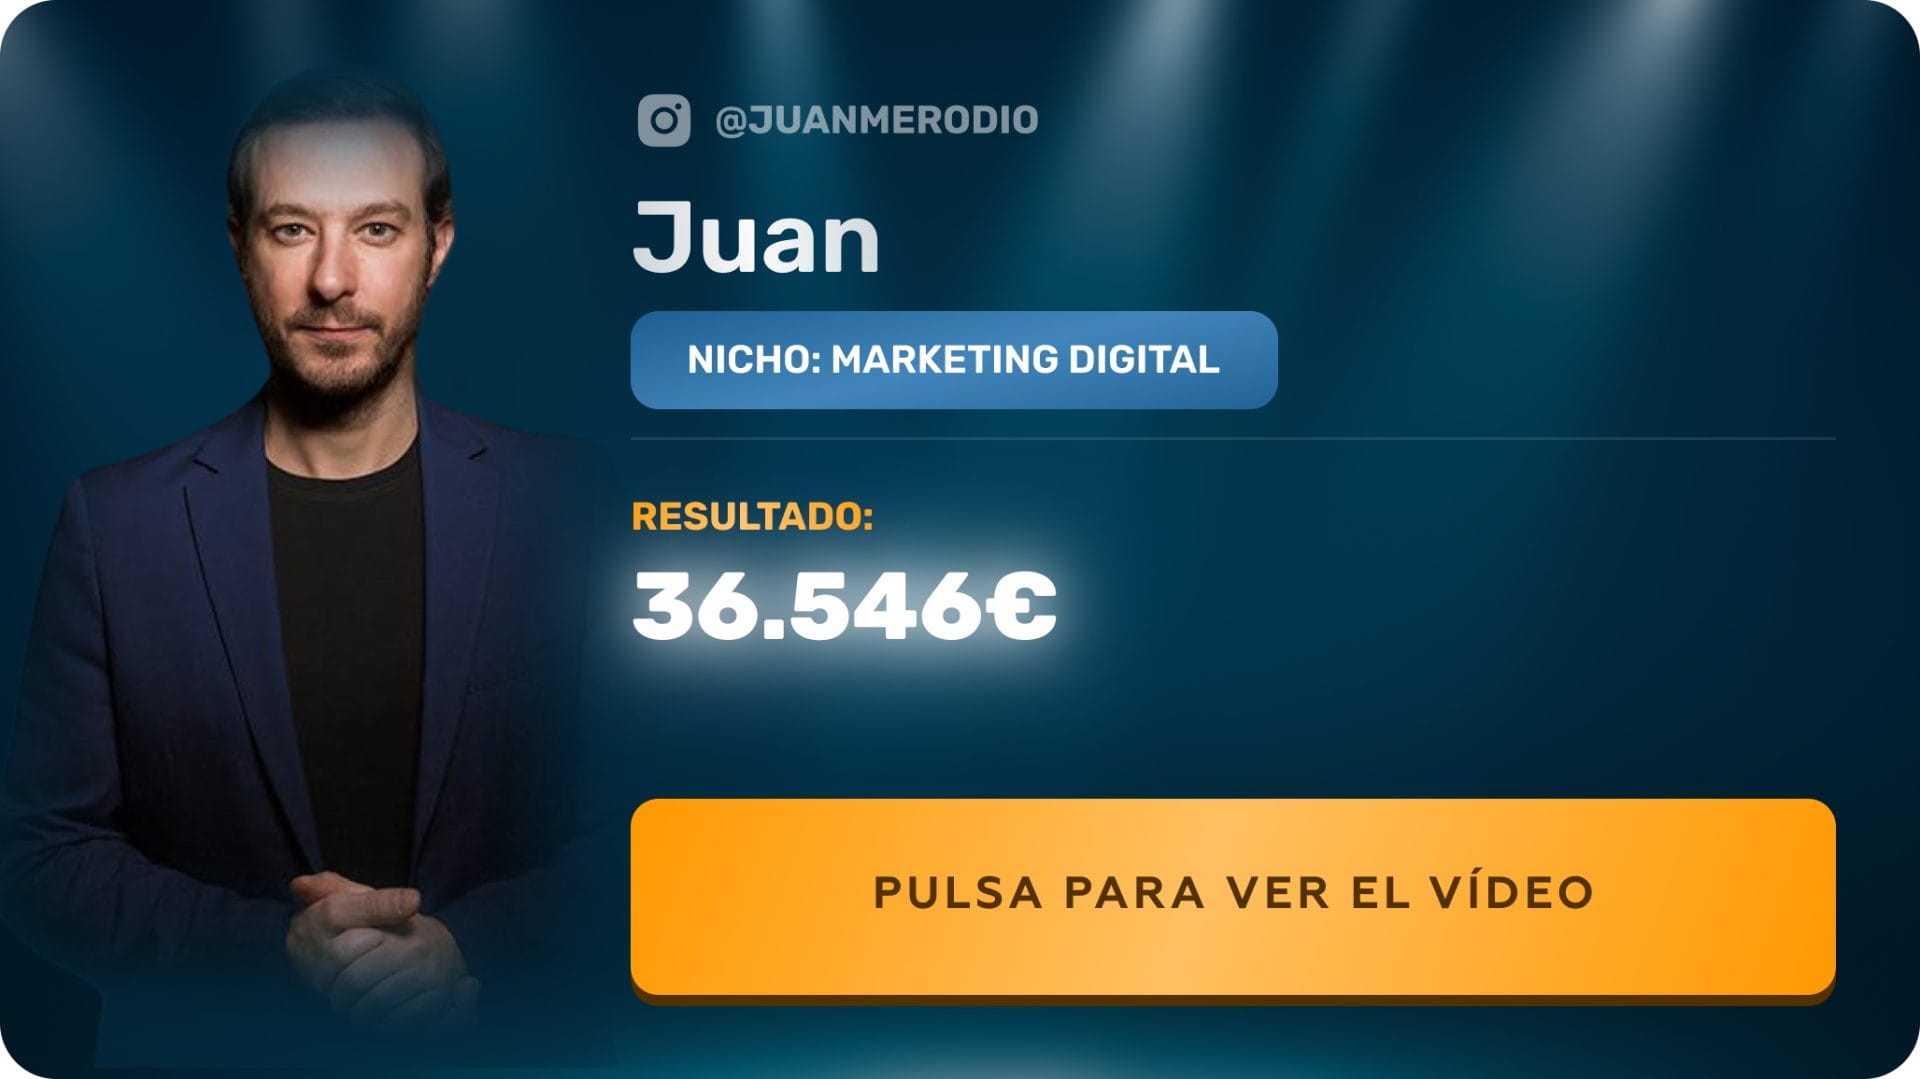 @JUANMERODIO
Juan
NICHO: MARKETING DIGITAL
RESULTADO:
36.546€
PULSA PARA VER EL VÍDEO